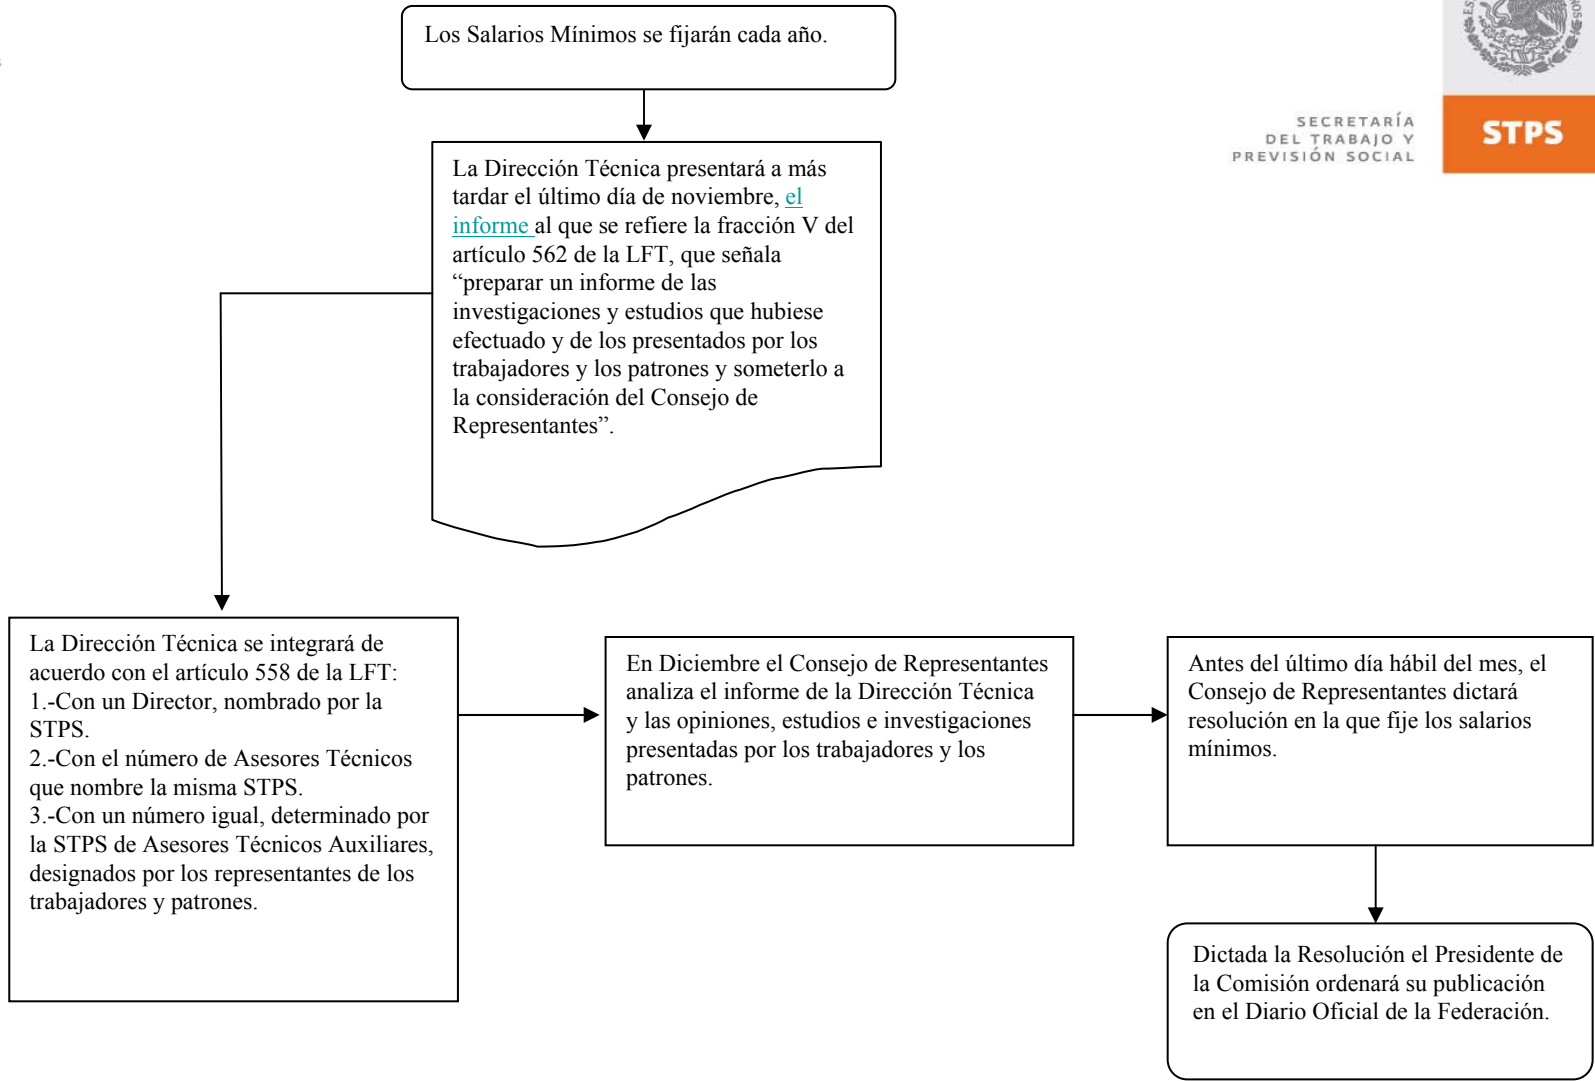 Los Salarios Mínimos se fijarán cada año.
SECRETARÍA
DEL TRABAJO Y
PREVISIÓN SOCIAL
STPS
La Dirección Técnica presentará a más
tardar el último día de noviembre, el
informe al que se refiere la fracción V del
artículo 562 de la LFT, que señala
“preparar un informe de las
investigaciones y estudios que hubiese
efectuado y de los presentados por los
trabajadores y los patrones y someterlo a
la consideración del Consejo de
Representantes”.
La Dirección Técnica se integrará de
acuerdo con el artículo 558 de la LFT:
1.-Con un Director, nombrado por la
STPS.
2.-Con el número de Asesores Técnicos
que nombre la misma STPS.
3.-Con un número igual, determinado por
la STPS de Asesores Técnicos Auxiliares,
designados por los representantes de los
trabajadores y patrones.
En Diciembre el Consejo de Representantes
analiza el informe de la Dirección Técnica
y las opiniones, estudios e investigaciones
presentadas por los trabajadores y los
patrones.
Antes del último día hábil del mes, el
Consejo de Representantes dictará
resolución en la que fije los salarios
mínimos.
Dictada la Resolución el Presidente de
la Comisión ordenará su publicación
en el Diario Oficial de la Federación.